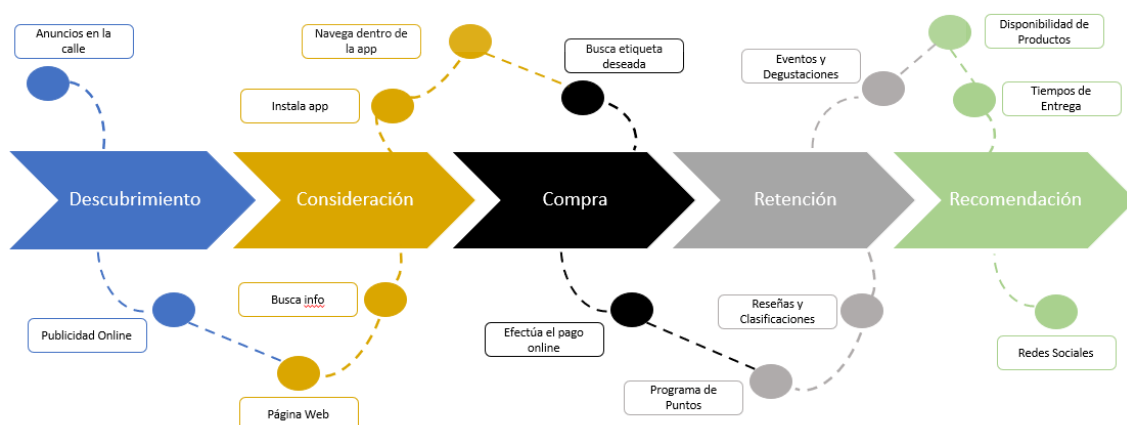 Anuncios en la
calle
Navega dentro de
la app
Busca etiqueta
deseada
Disponibilidad de
Productos
Eventos y
Degustaciones
Instala app
Tiempos de
Entrega
Descubrimiento
Consideración
Compra
Retención
Recomendación
Busca info
Publicidad Online
Efectúa el pago
online
Reseñas y
Clasificaciones
Redes Sociales
Página Web
Programa de
Puntos